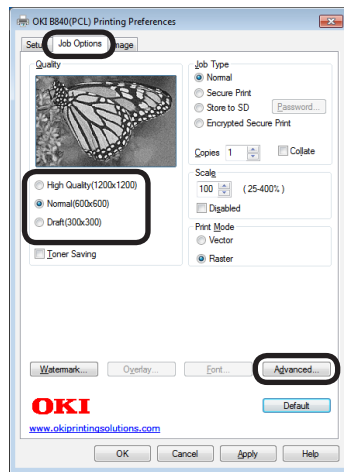 OKI B840(PCL) Printing Preferences
Setup Job Options Image
Quality
High Quality(1200x1200)
Normal(600x600)
Draft(300x300)
Toner Saving
Job Type
Normal
Secure Print
Store to SD Password...
Encrypted Secure Print
Copies 1 Collate
Scale
100 (25-400%)
Disabled
Print Mode
Vector
Raster
Watermark... Overlay... Font... Advanced...
OKI
Default
www.okiprintingsolutions.com
OK Cancel Apply Help